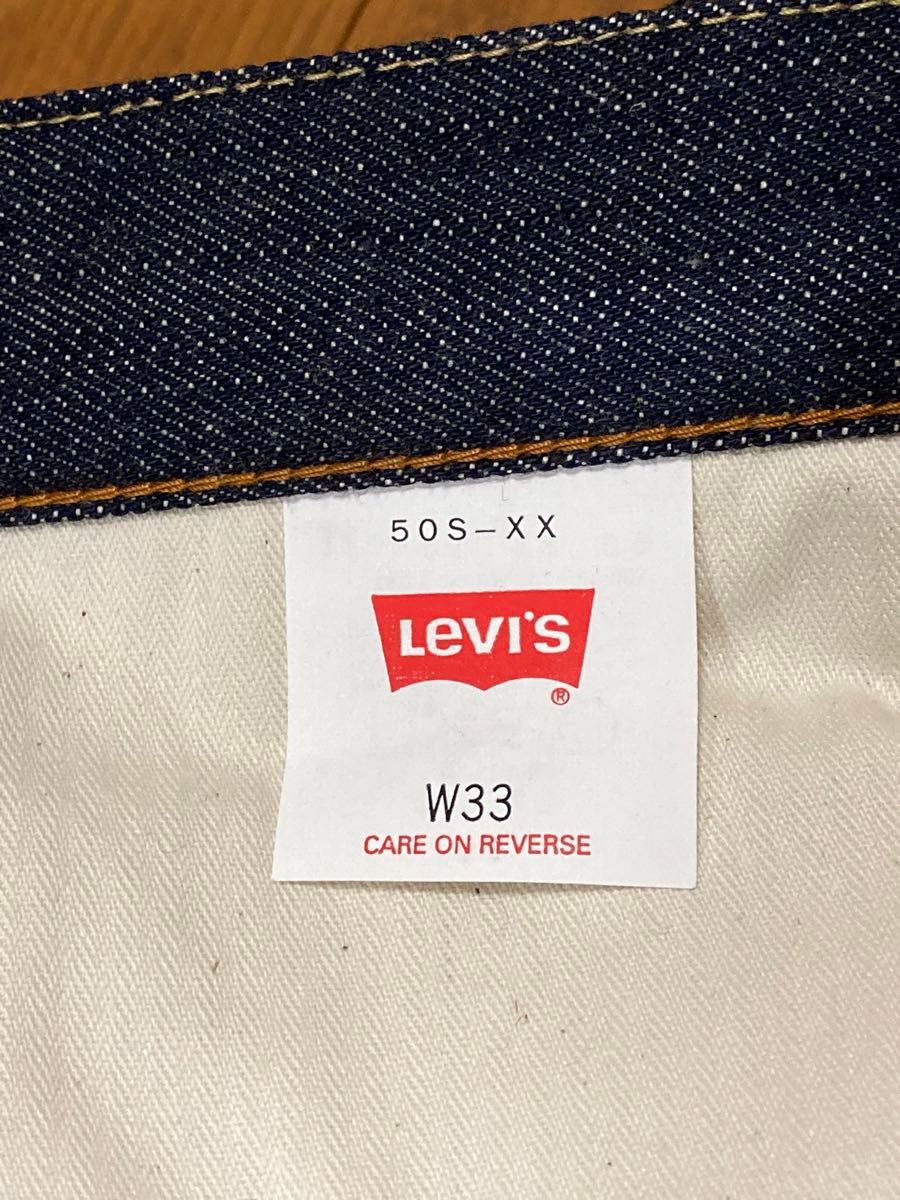 50S-XX
LEVI'S
®
W33
CARE ON REVERSE